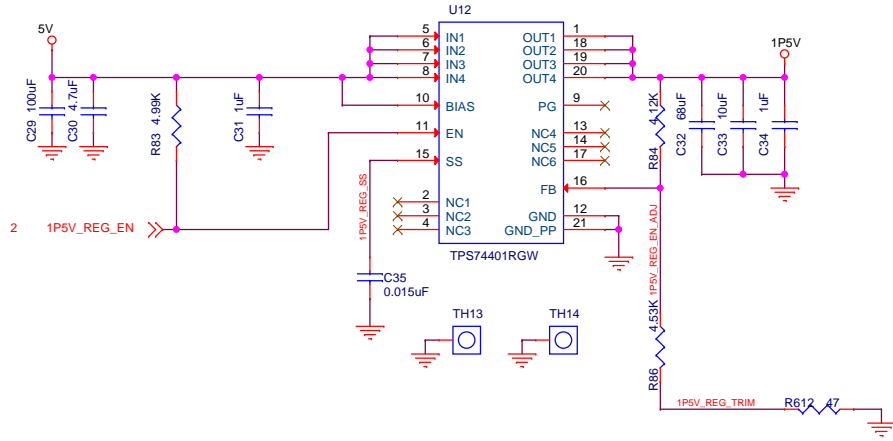 U12
5V
1P5V
5 IN1 OUT1 1
6 IN2 OUT2 18
7 IN3 OUT3 19
8 IN4 OUT4 20
10 BIAS PG 9
11 EN NC4 13
NC5 14
15 SS NC6 17
FB 16
2 NC1
3 NC2 GND 12
4 NC3 GND_PP 21
TPS74401RGW
C29 100uF
C30 4.7uF
R83 4.99K
C31 1uF
R84 4.12K
C32 68uF
C33 10uF
C34 1uF
2 1P5V_REG_EN
1P5V_REG_SS
C35
0.015uF
1P5V_REG_EN_ADJ
TH13
TH14
R86 4.53K
1P5V_REG_TRIM
R612 47